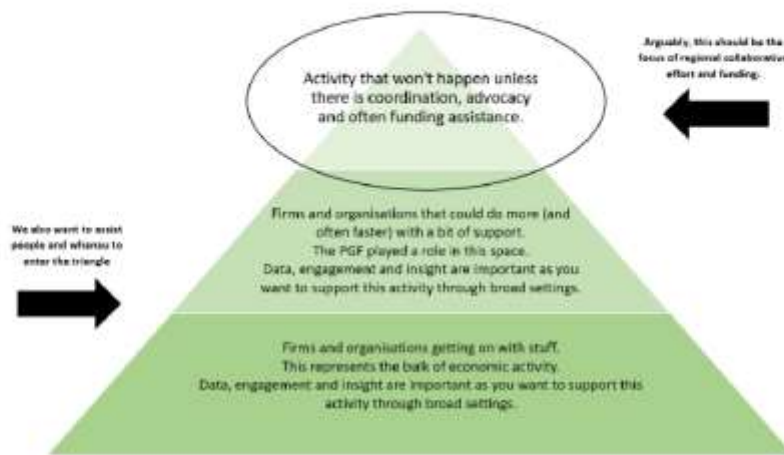 Activity that won't happen unless
there is coordination, advocacy
and often funding assistance.
Arguably, this should be the
focus of regional collaborative
effort and funding.
Firms and organisations that could do more (and
often faster) with a bit of support.
The PGF played a role in this space.
Data, engagement and insight are important as you
want to support this activity through broad settings.
We also want to assist
people and whanau to
enter the triangle
Firms and organisations getting on with stuff.
This represents the bulk of economic activity.
Data, engagement and insight are important as you want to support this
activity through broad settings.